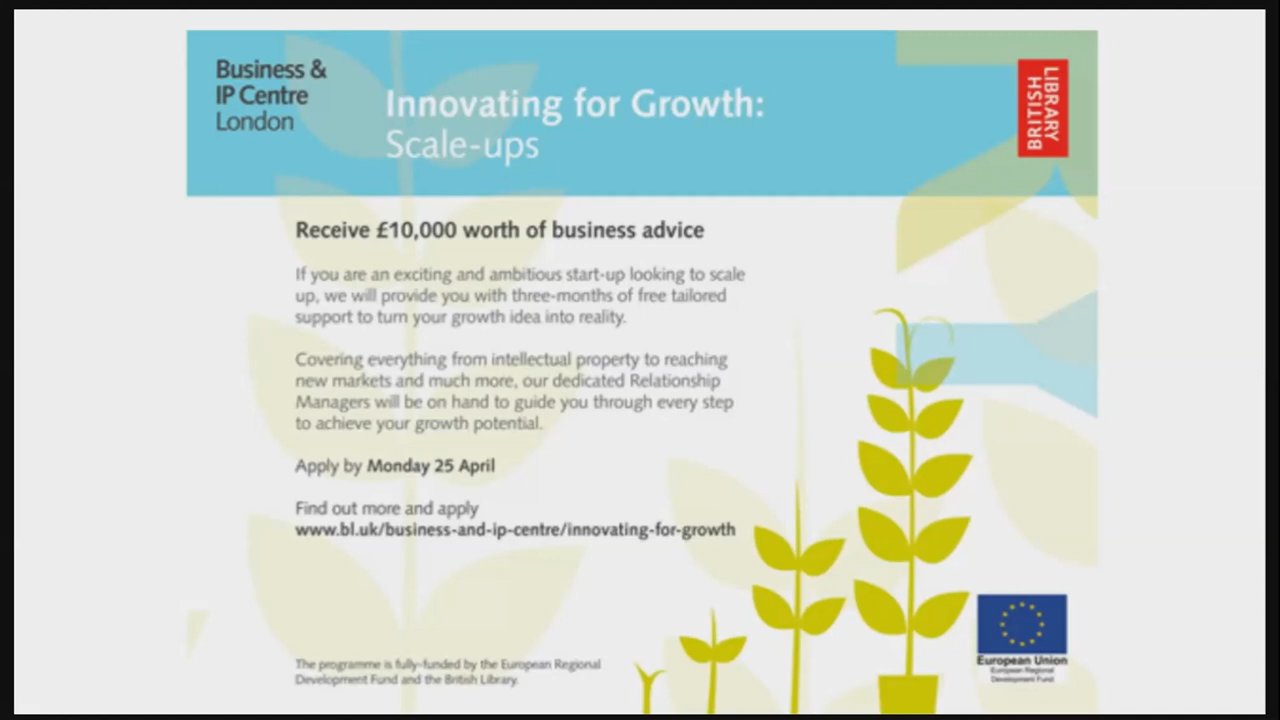 Business &
IP Centre
London
Innovating for Growth:
Scale-ups
LIBRARY
BRITISH
Receive £10,000 worth of business advice
If you are an exciting and ambitious start-up looking to scale
up, we will provide you with three-months of free tailored
support to turn your growth idea into reality.
Covering everything from intellectual property to reaching
new markets and much more, our dedicated Relationship
Managers will be on hand to guide you through every step
to achieve your growth potential.
Apply by Monday 25 April
Find out more and apply
www.bl.uk/business-and-ip-centre/innovating-for-growth
The programme is fully-funded by the European Regional
Development Fund and the British Library.
European Union
European Regional
Development Fund